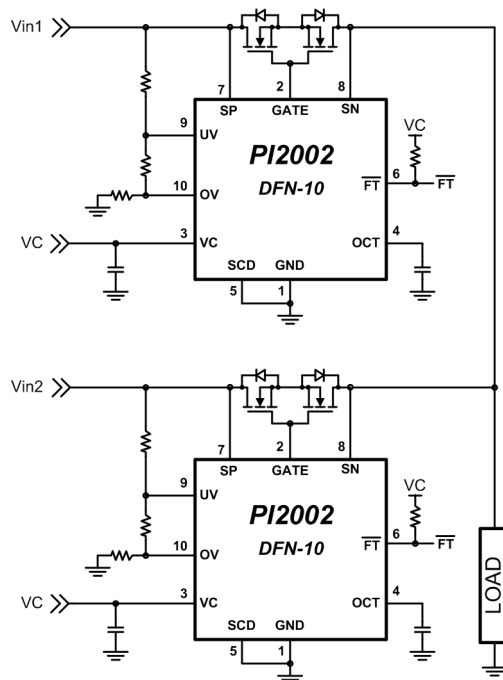 Vin1
7
2
8
SP
GATE
SN
VC
9
UV
PI2002
DFN-10
6
FT
FT
10
OV
VC
3
VC
OCT
4
SCD
GND
5
1
Vin2
7
2
8
SP
GATE
SN
VC
9
UV
PI2002
DFN-10
6
FT
FT
10
OV
VC
3
VC
OCT
4
SCD
GND
5
1
LOAD